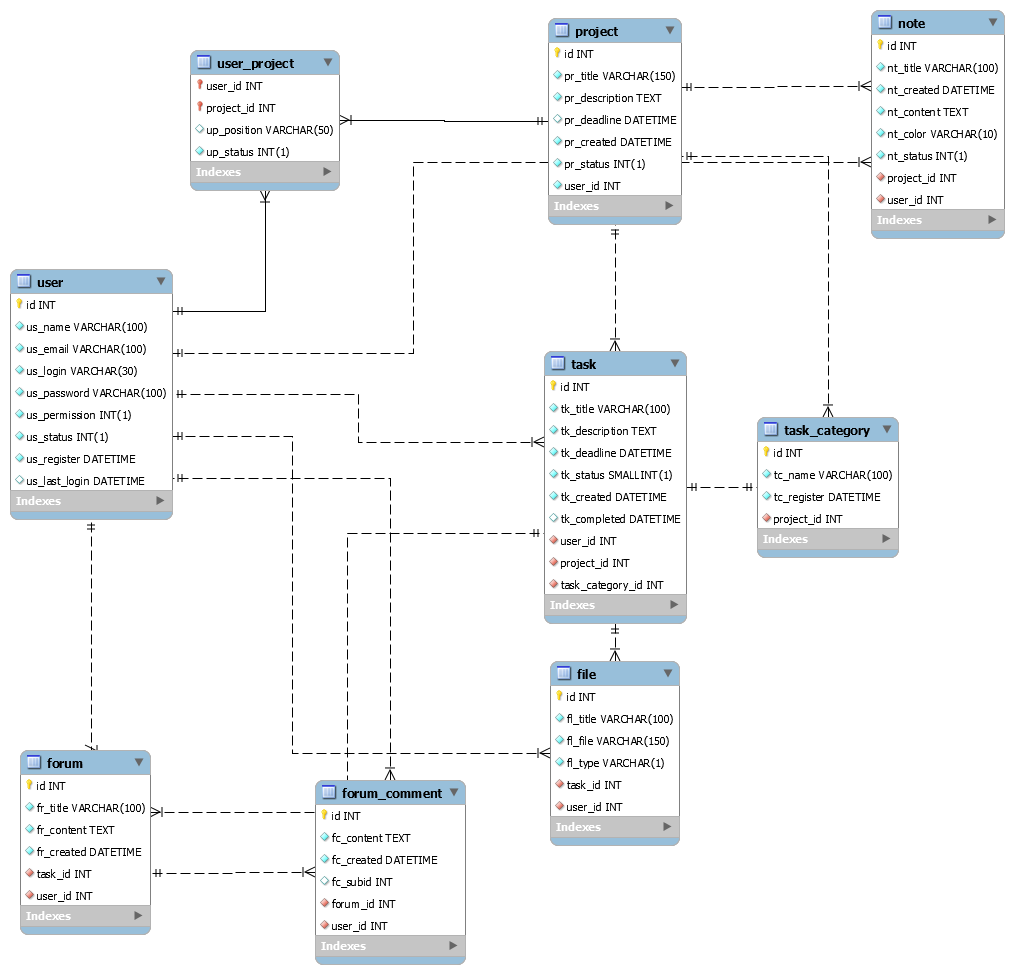 user_project
user_id INT
project_id INT
up_position VARCHAR(50)
up_status INT(1)
Indexes
project
id INT
pr_title VARCHAR(150)
pr_description TEXT
pr_deadline DATETIME
pr_created DATETIME
pr_status INT(1)
user_id INT
Indexes
note
id INT
nt_title VARCHAR(100)
nt_created DATETIME
nt_content TEXT
nt_color VARCHAR(10)
nt_status INT(1)
project_id INT
user_id INT
Indexes
user
id INT
us_name VARCHAR(100)
us_email VARCHAR(100)
us_login VARCHAR(30)
us_password VARCHAR(100)
us_permission INT(1)
us_status INT(1)
us_register DATETIME
us_last_login DATETIME
Indexes
task
id INT
tk_title VARCHAR(100)
tk_description TEXT
tk_deadline DATETIME
tk_status SMALLINT(1)
tk_created DATETIME
tk_completed DATETIME
user_id INT
project_id INT
task_category_id INT
Indexes
task_category
id INT
tc_name VARCHAR(100)
tc_register DATETIME
project_id INT
Indexes
file
id INT
fl_title VARCHAR(100)
fl_file VARCHAR(150)
fl_type VARCHAR(1)
task_id INT
user_id INT
Indexes
forum
id INT
fr_title VARCHAR(100)
fr_content TEXT
fr_created DATETIME
task_id INT
user_id INT
Indexes
forum_comment
id INT
fc_content TEXT
fc_created DATETIME
fc_subid INT
forum_id INT
user_id INT
Indexes